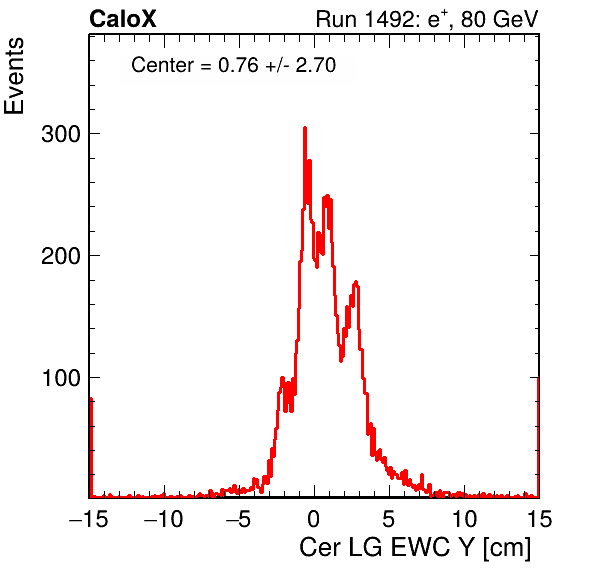 CaloX Run 1492: e⁺, 80 GeV
Center = 0.76 +/- 2.70
Events
300
200
100
−15 −10 −5 0 5 10 15
Cer LG EWC Y [cm]